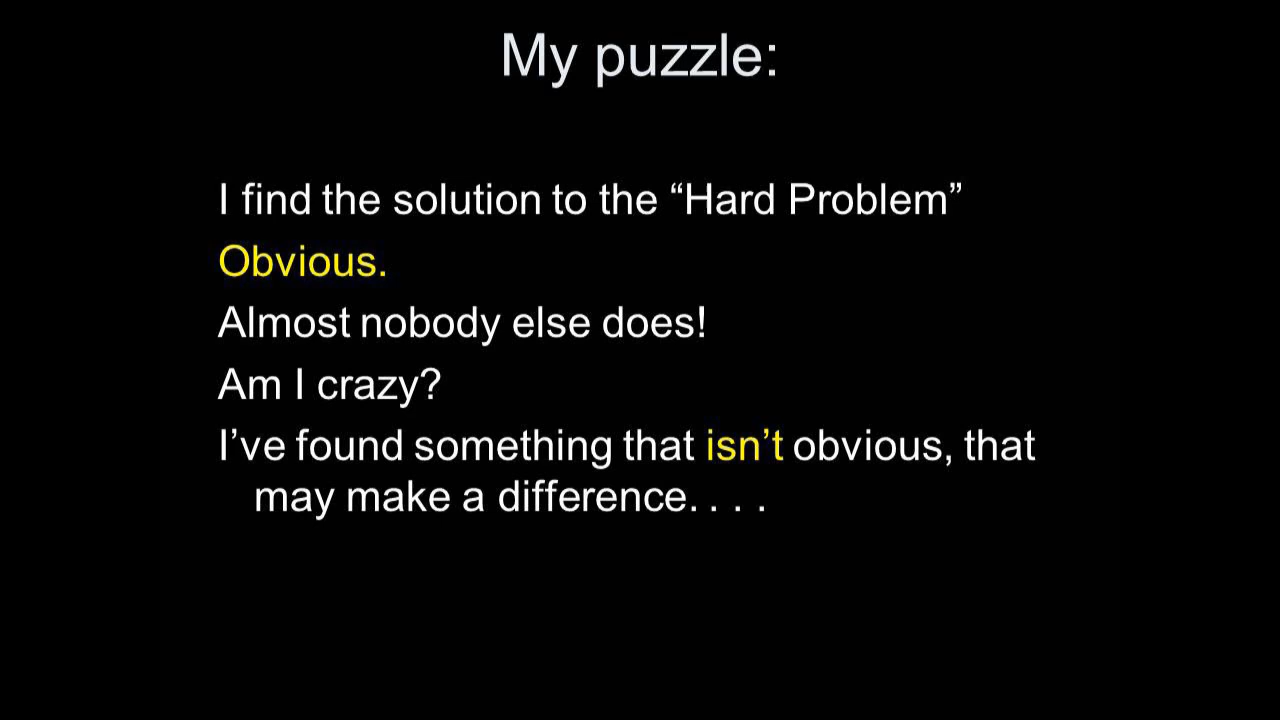 My puzzle:
I find the solution to the “Hard Problem”
Obvious.
Almost nobody else does!
Am I crazy?
I’ve found something that isn’t obvious, that
may make a difference. . . .